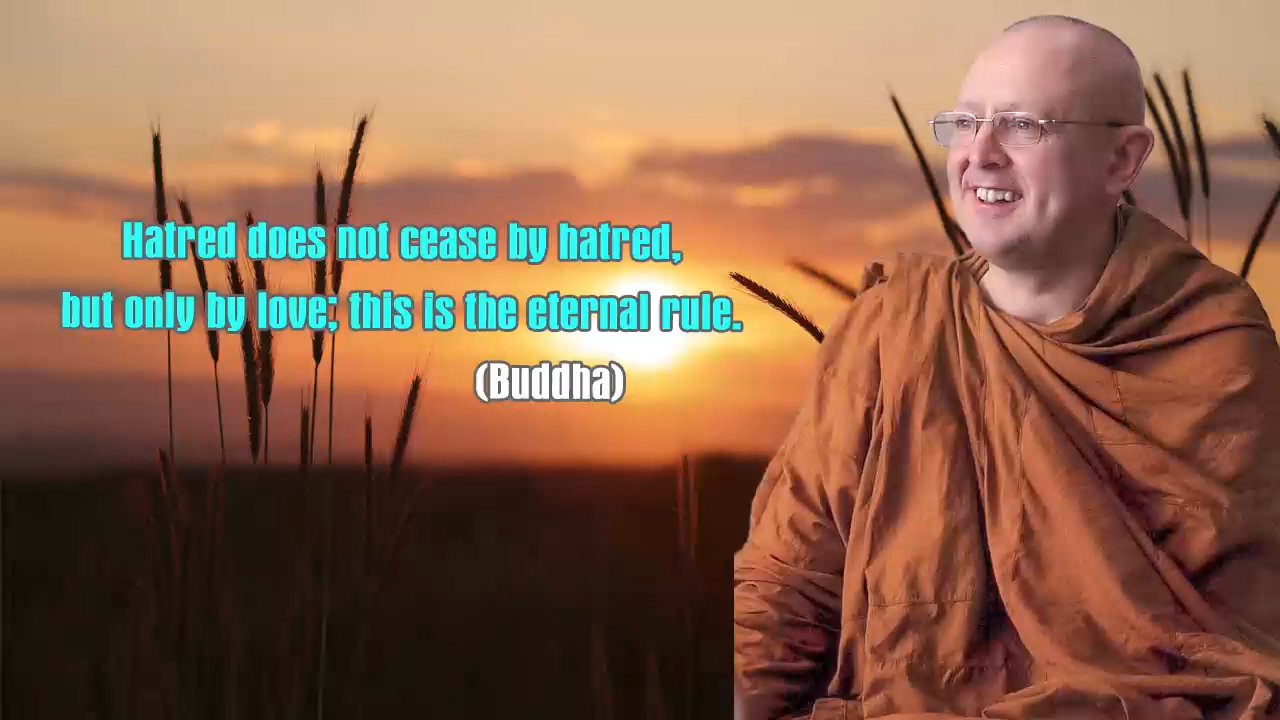 Hatred does not cease by hatred,
but only by love; this is the eternal rule.
(Buddha)